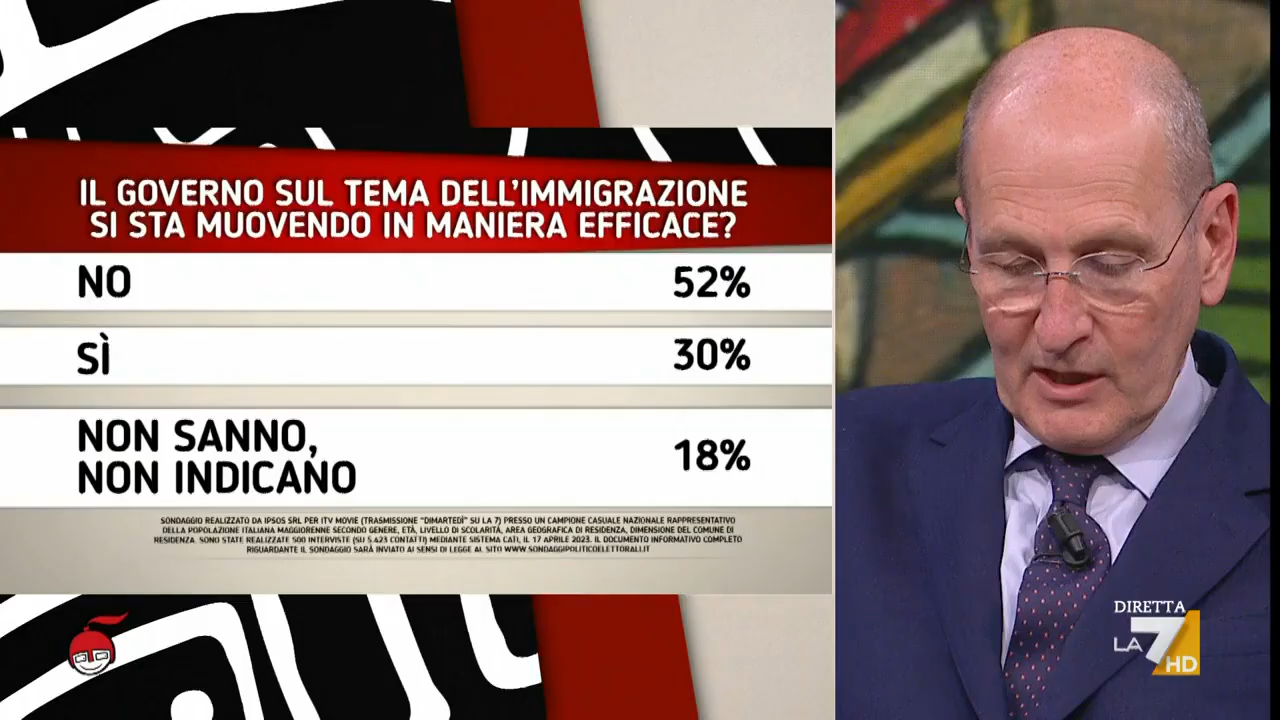 IL GOVERNO SUL TEMA DELL'IMMIGRAZIONE
SI STA MUOVENDO IN MANIERA EFFICACE?
NO 52%
SÌ 30%
NON SANNO,
NON INDICANO 18%
SONDAGGIO REALIZZATO DA IPSOS SRL PER ITV MOVIE (TRASMISSIONE "DIMARTEDÌ" SU LA 7) PRESSO UN CAMPIONE CASUALE NAZIONALE RAPPRESENTATIVO
DELLA POPOLAZIONE ITALIANA MAGGIORENNE SECONDO GENERE, ETÀ, LIVELLO DI SCOLARITÀ, AREA GEOGRAFICA DI RESIDENZA, DIMENSIONE DEL COMUNE DI
RESIDENZA. SONO STATE REALIZZATE 500 INTERVISTE (SU 5.423 CONTATTI) MEDIANTE SISTEMA CATI, IL 17 APRILE 2023. IL DOCUMENTO INFORMATIVO COMPLETO
RIGUARDANTE IL SONDAGGIO SARÀ INVIATO AI SENSI DI LEGGE AL SITO WWW.SONDAGGIPOLITICOELETTORALI.IT
DIRETTA
LA 7 HD